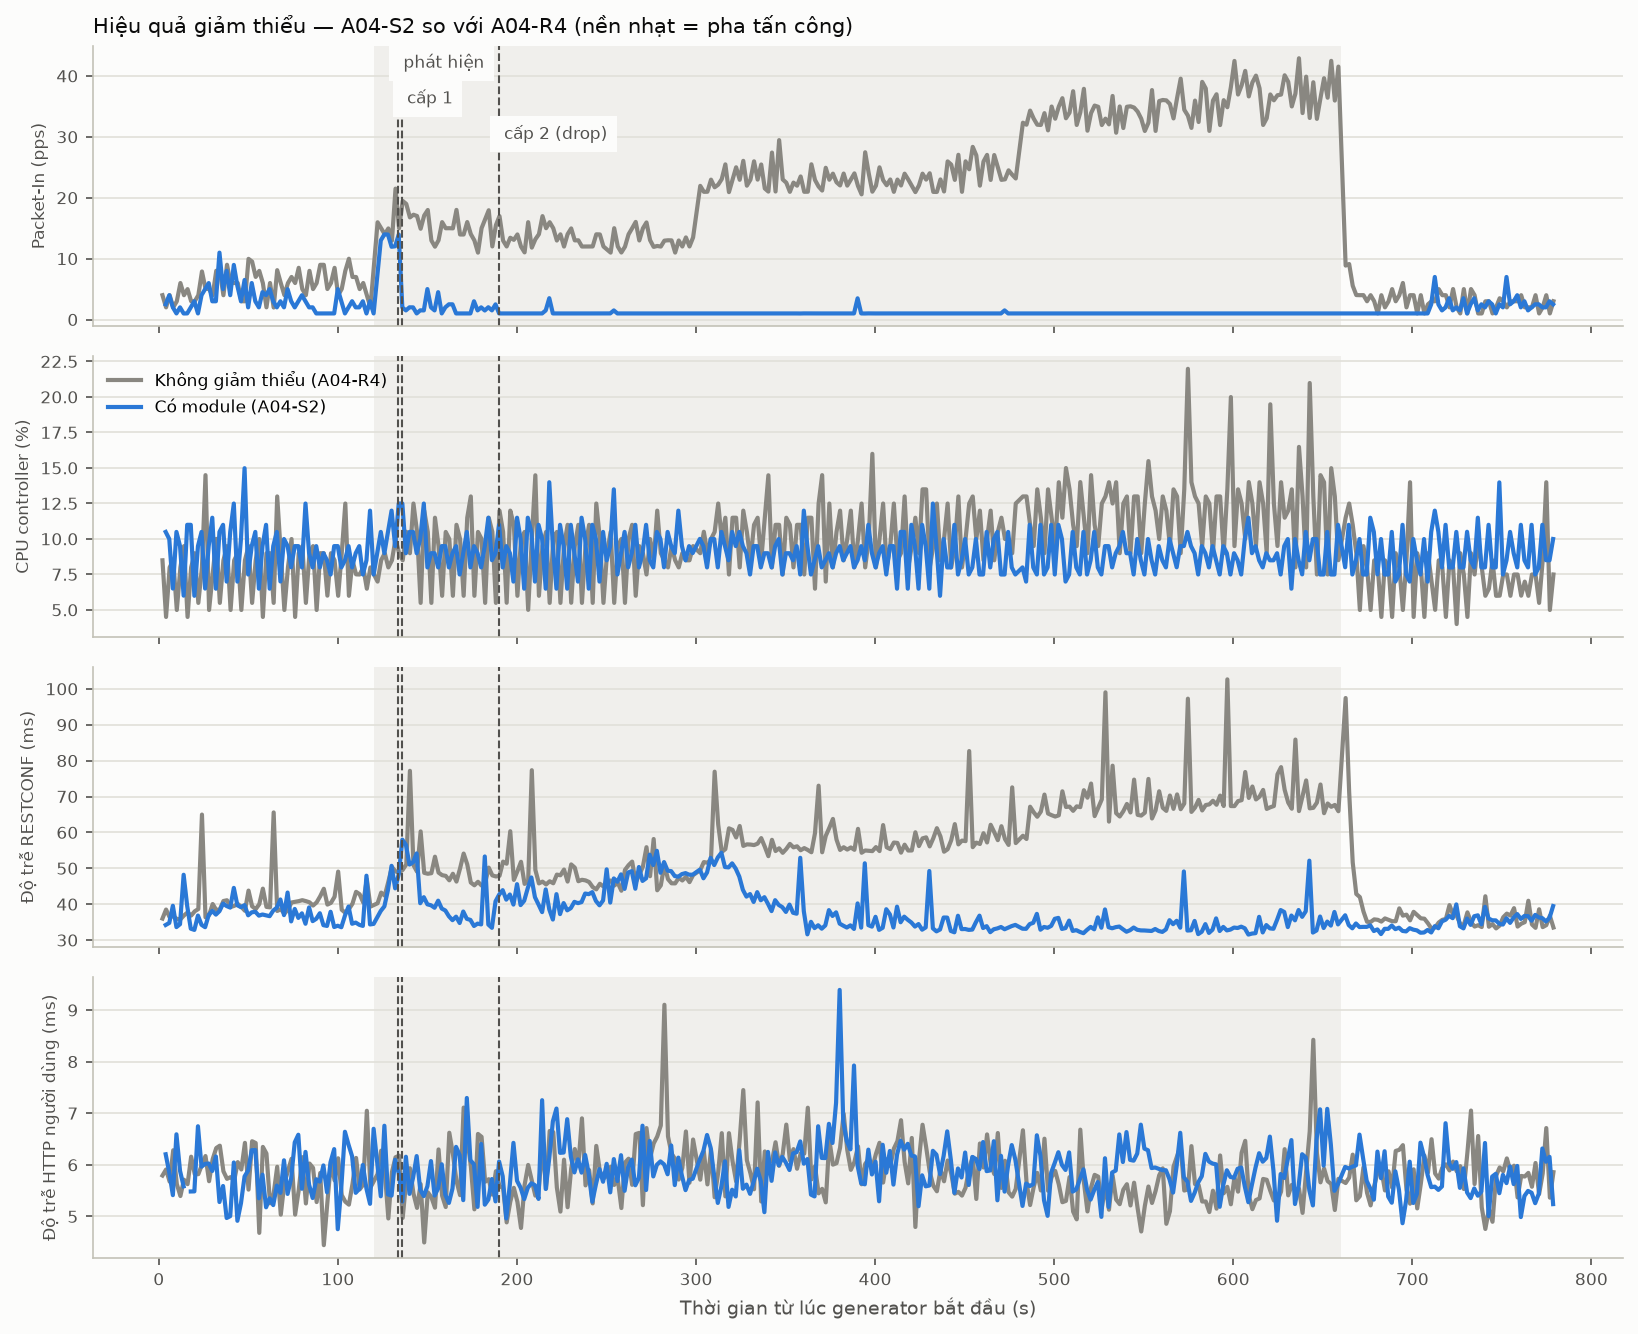 Hiệu quả giảm thiểu — A04-S2 so với A04-R4 (nền nhạt = pha tấn công)
phát hiện
cấp 1
cấp 2 (drop)
Packet-In (pps)
40
30
20
10
0
Không giảm thiểu (A04-R4)
Có module (A04-S2)
CPU controller (%)
22.5
20.0
17.5
15.0
12.5
10.0
7.5
5.0
Độ trễ RESTCONF (ms)
100
90
80
70
60
50
40
30
Độ trễ HTTP người dùng (ms)
9
8
7
6
5
0 100 200 300 400 500 600 700 800
Thời gian từ lúc generator bắt đầu (s)